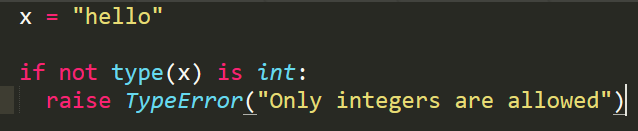 x = "hello"
if not type(x) is int:
  raise TypeError("Only integers are allowed")